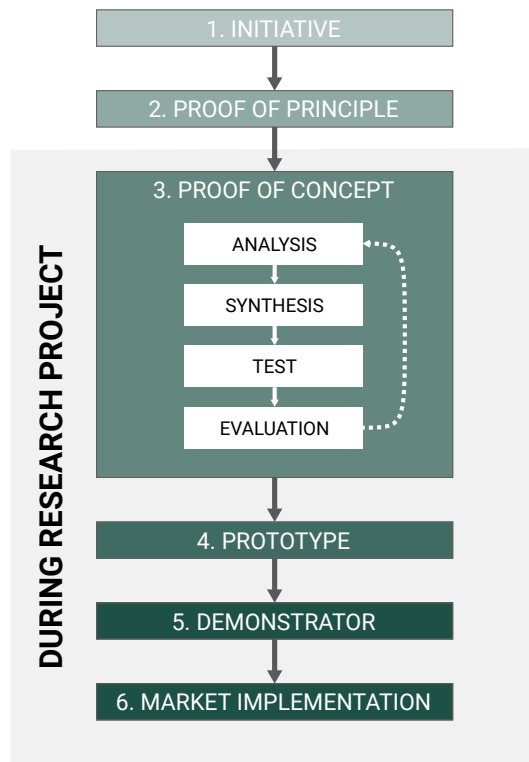 1. INITIATIVE
2. PROOF OF PRINCIPLE
3. PROOF OF CONCEPT
ANALYSIS
SYNTHESIS
TEST
EVALUATION
4. PROTOTYPE
5. DEMONSTRATOR
6. MARKET IMPLEMENTATION
DURING RESEARCH PROJECT